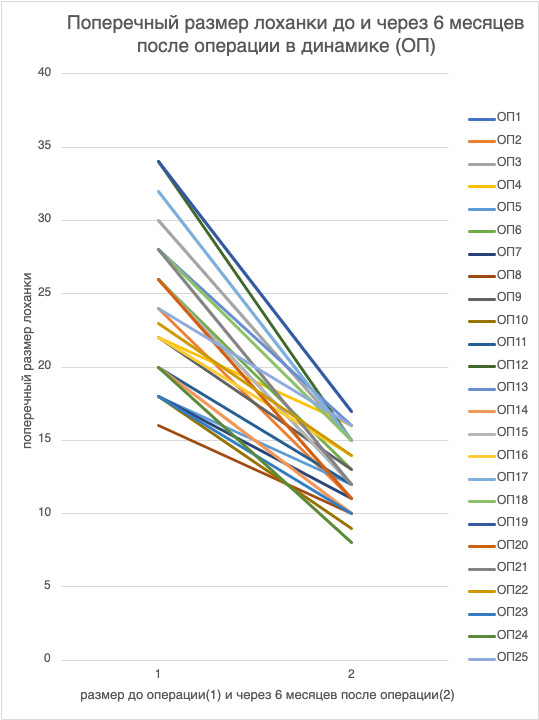 Поперечный размер лоханки до и через 6 месяцев
после операции в динамике (ОП)
40
35
30
25
20
15
10
5
0
поперечный размер лоханки
1
2
размер до операции(1) и через 6 месяцев после операции(2)
ОП1
ОП2
ОП3
ОП4
ОП5
ОП6
ОП7
ОП8
ОП9
ОП10
ОП11
ОП12
ОП13
ОП14
ОП15
ОП16
ОП17
ОП18
ОП19
ОП20
ОП21
ОП22
ОП23
ОП24
ОП25